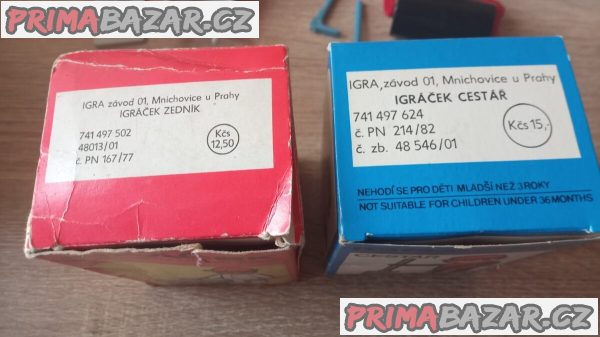 PRIMABAZAR.CZ
IGRA závod 01, Mnichovice u Prahy
IGRÁČEK ZEDNÍK
741 497 502
48013/01
č. PN 167/77
Kčs
12,50
IGRA, závod 01, Mnichovice u Prahy
IGRÁČEK CESTÁŘ
741 497 624
č. PN 214/82
č. zb. 48 546/01
Kčs 15,-
NEHODÍ SE PRO DĚTI MLADŠÍ NEŽ 3 ROKY
NOT SUITABLE FOR CHILDREN UNDER 36 MONTHS
CESTÁŘ
PRIMABAZAR.CZ